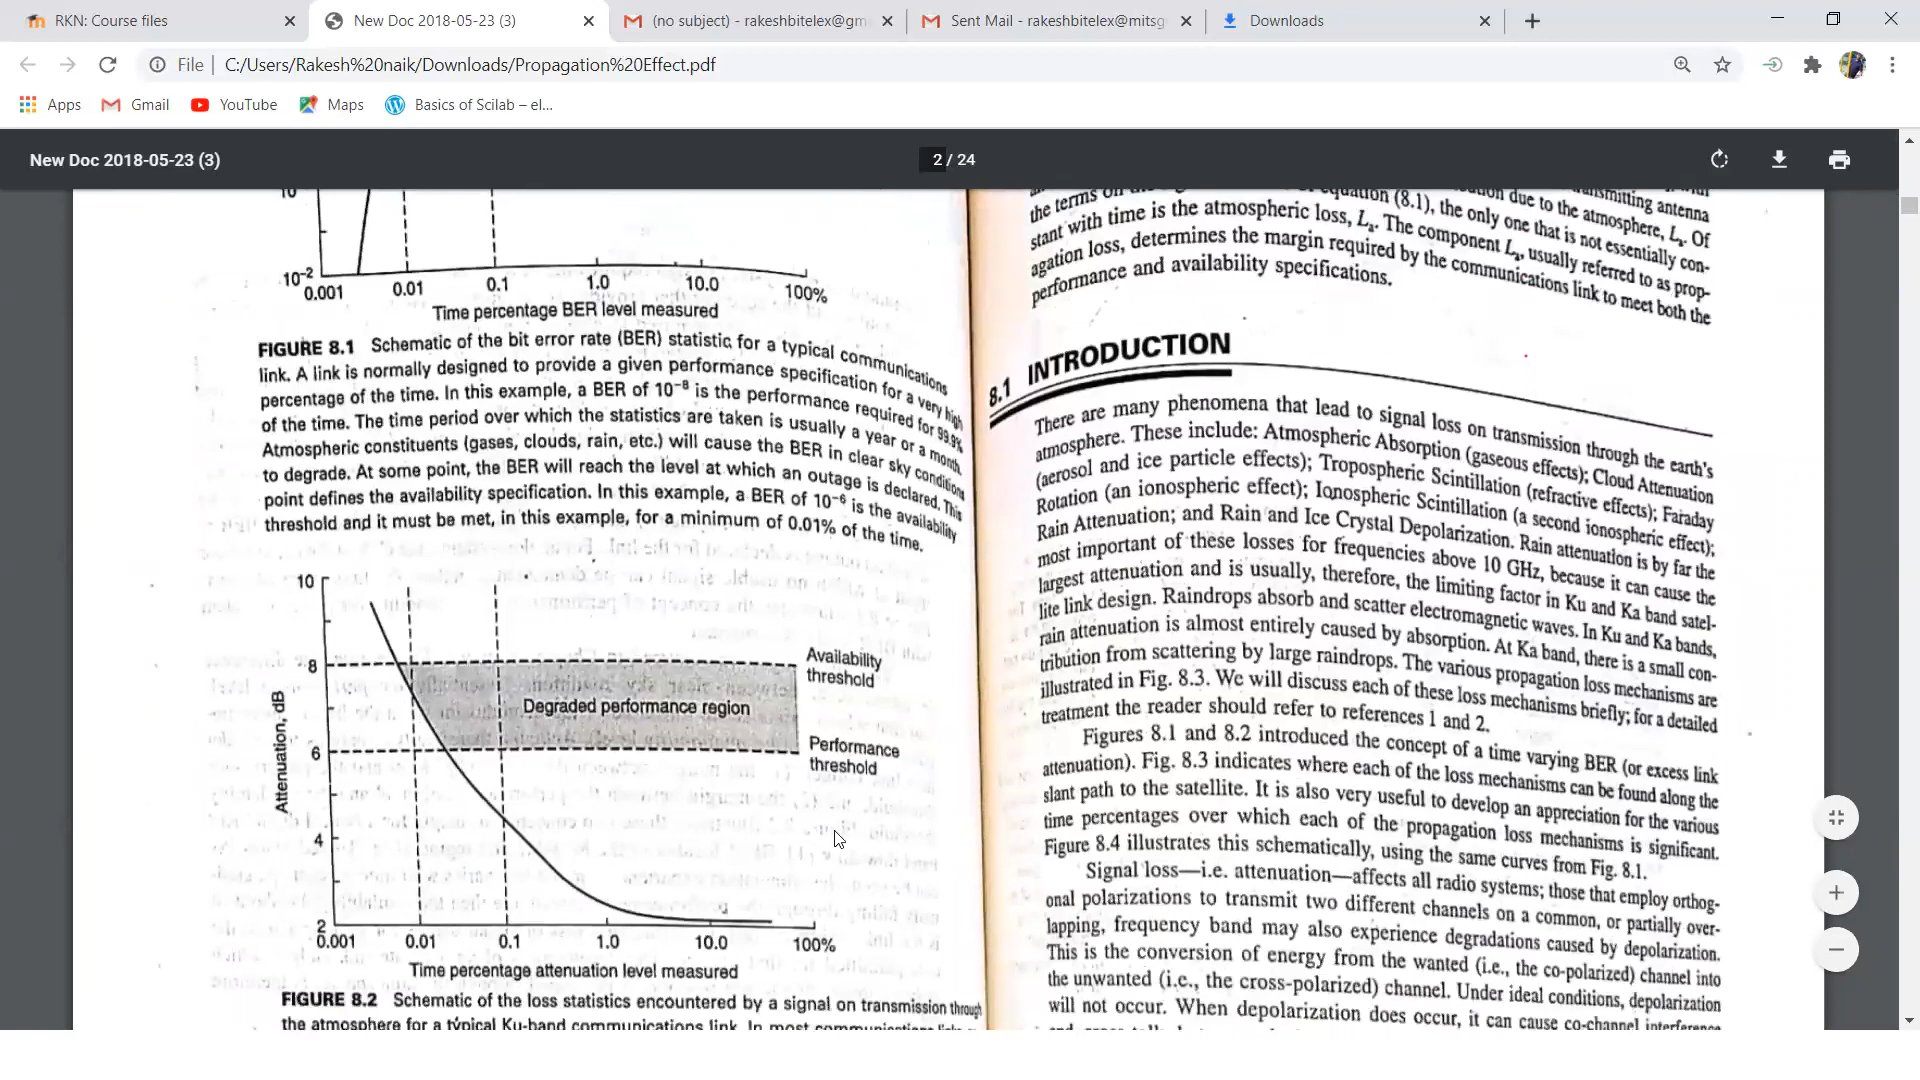 RKN: Course files
New Doc 2018-05-23 (3)
(no subject) - rakeshbitelex@gm
Sent Mail - rakeshbitelex@mitsg
Downloads
File
C:/Users/Rakesh%20naik/Downloads/Propagation%20Effect.pdf
Apps
Gmail
YouTube
Maps
Basics of Scilab – el...
New Doc 2018-05-23 (3)
2 / 24
10
10⁻²
0.001 0.01 0.1 1.0 10.0 100%
Time percentage BER level measured
FIGURE 8.1 Schematic of the bit error rate (BER) statistic for a typical communications
link. A link is normally designed to provide a given performance specification for a very high
percentage of the time. In this example, a BER of 10⁻⁸ is the performance required for 99.9%
of the time. The time period over which the statistics are taken is usually a year or a month.
Atmospheric constituents (gases, clouds, rain, etc.) will cause the BER in clear sky conditions
to degrade. At some point, the BER will reach the level at which an outage is declared. This
point defines the availability specification. In this example, a BER of 10⁻⁶ is the availability
threshold and it must be met, in this example, for a minimum of 0.01% of the time.
10
8
6
4
2
Attenuation, dB
Availability
threshold
Degraded performance region
Performance
threshold
0.001 0.01 0.1 1.0 10.0 100%
Time percentage attenuation level measured
FIGURE 8.2 Schematic of the loss statistics encountered by a signal on transmission through
the atmosphere for a typical Ku-band communications link. In most communications links
transmitting antenna
the terms on equation (8.1), the only one that is not essentially con-
due to the atmosphere, Lₐ. Of
stant with time is the atmospheric loss, Lₐ. The component Lₐ, usually referred to as prop-
agation loss, determines the margin required by the communications link to meet both the
performance and availability specifications.
8.1 INTRODUCTION
There are many phenomena that lead to signal loss on transmission through the earth's
atmosphere. These include: Atmospheric Absorption (gaseous effects); Cloud Attenuation
(aerosol and ice particle effects); Tropospheric Scintillation (refractive effects); Faraday
Rotation (an ionospheric effect); Ionospheric Scintillation (a second ionospheric effect);
Rain Attenuation; and Rain and Ice Crystal Depolarization. Rain attenuation is by far the
most important of these losses for frequencies above 10 GHz, because it can cause the
largest attenuation and is usually, therefore, the limiting factor in Ku and Ka band satel-
lite link design. Raindrops absorb and scatter electromagnetic waves. In Ku and Ka bands,
rain attenuation is almost entirely caused by absorption. At Ka band, there is a small con-
tribution from scattering by large raindrops. The various propagation loss mechanisms are
illustrated in Fig. 8.3. We will discuss each of these loss mechanisms briefly; for a detailed
treatment the reader should refer to references 1 and 2.
Figures 8.1 and 8.2 introduced the concept of a time varying BER (or excess link
attenuation). Fig. 8.3 indicates where each of the loss mechanisms can be found along the
slant path to the satellite. It is also very useful to develop an appreciation for the various
time percentages over which each of the propagation loss mechanisms is significant.
Figure 8.4 illustrates this schematically, using the same curves from Fig. 8.1.
Signal loss—i.e. attenuation—affects all radio systems; those that employ orthog-
onal polarizations to transmit two different channels on a common, or partially over-
lapping, frequency band may also experience degradations caused by depolarization.
This is the conversion of energy from the wanted (i.e., the co-polarized) channel into
the unwanted (i.e., the cross-polarized) channel. Under ideal conditions, depolarization
will not occur. When depolarization does occur, it can cause co-channel interference